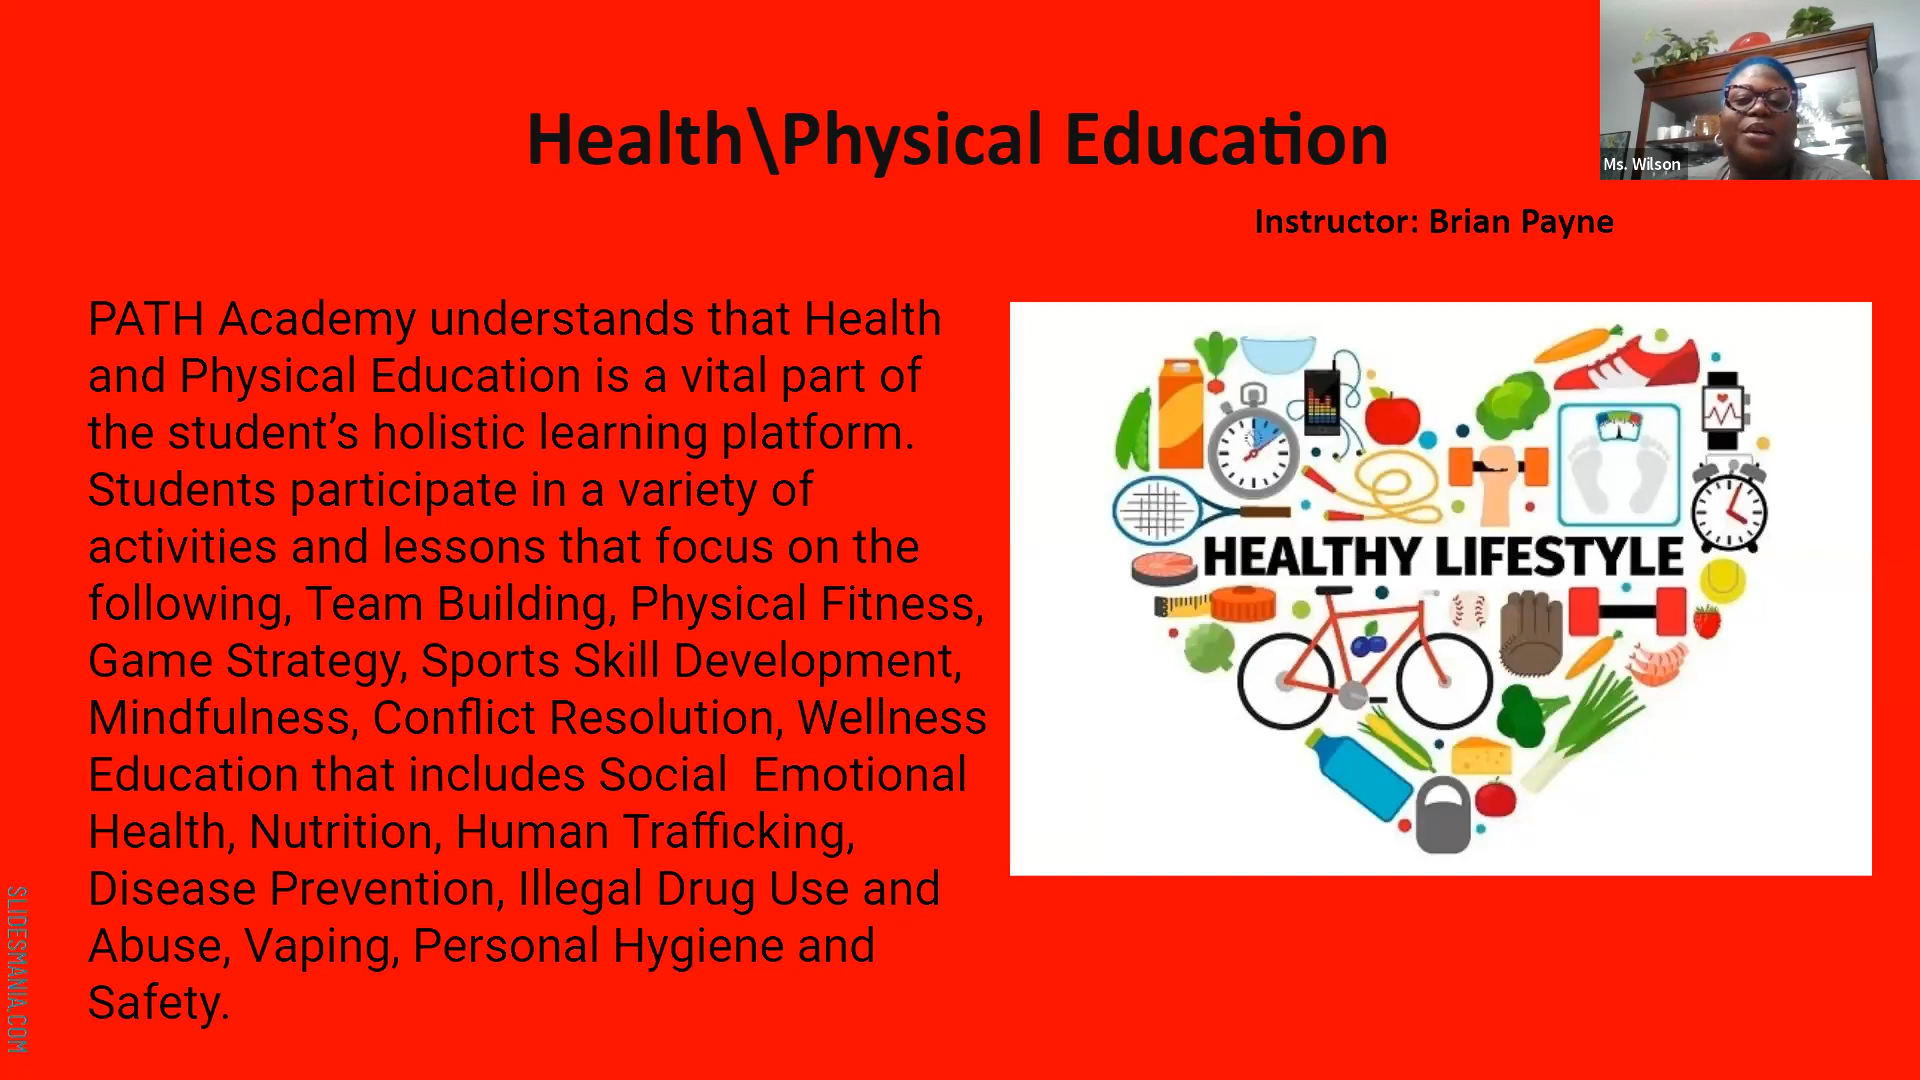 Health\Physical Education
Ms. Wilson
Instructor: Brian Payne
PATH Academy understands that Health
and Physical Education is a vital part of
the student’s holistic learning platform.
Students participate in a variety of
activities and lessons that focus on the
following, Team Building, Physical Fitness,
Game Strategy, Sports Skill Development,
Mindfulness, Conflict Resolution, Wellness
Education that includes Social  Emotional
Health, Nutrition, Human Trafficking,
Disease Prevention, Illegal Drug Use and
Abuse, Vaping, Personal Hygiene and
Safety.
HEALTHY LIFESTYLE
SLIDESMANIA.COM